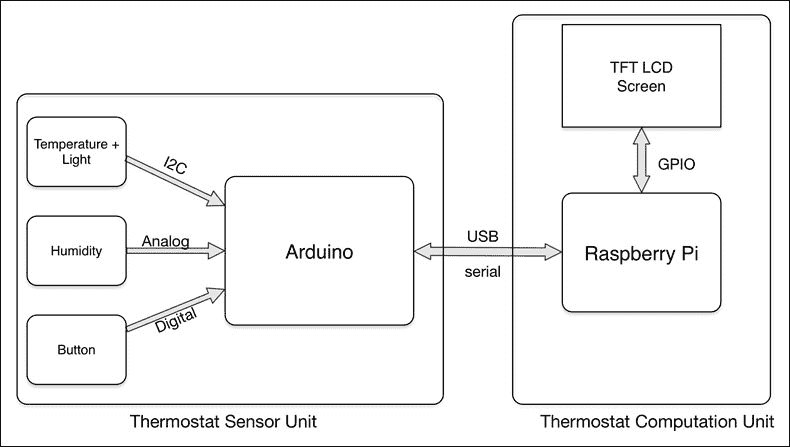 TFT LCD
Screen
Temperature +
Light
I2C
GPIO
Humidity
Analog
Arduino
USB
serial
Raspberry Pi
Button
Digital
Thermostat Sensor Unit
Thermostat Computation Unit